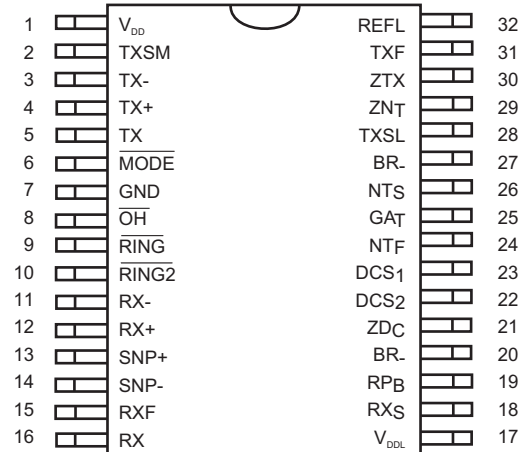 1 VDD REFL 32
2 TXSM TXF 31
3 TX- ZTX 30
4 TX+ ZNT 29
5 TX TXSL 28
6 MODE BR- 27
7 GND NTS 26
8 OH GAT 25
9 RING NTF 24
10 RING2 DCS1 23
11 RX- DCS2 22
12 RX+ ZDC 21
13 SNP+ BR- 20
14 SNP- RPB 19
15 RXF RXS 18
16 RX VDDL 17